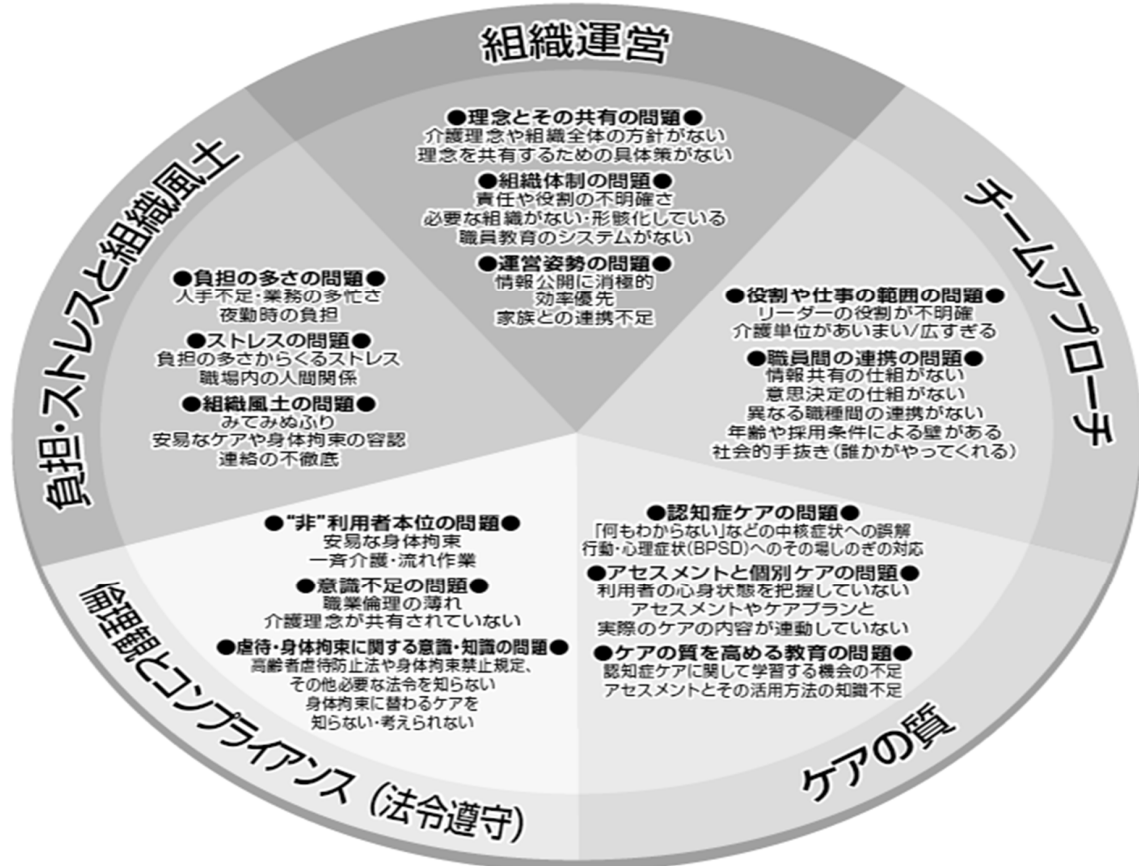 組織運営
●理念とその共有の問題●
介護理念や組織全体の方針がない
理念を共有するための具体策がない
●組織体制の問題●
責任や役割の不明確さ
必要な組織がない・形骸化している
職員教育のシステムがない
●運営姿勢の問題●
情報公開に消極的
効率優先
家族との連携不足
チームアプローチ
●役割や仕事の範囲の問題●
リーダーの役割が不明確
介護単位があいまい/広すぎる
●職員間の連携の問題●
情報共有の仕組がない
意思決定の仕組がない
異なる職種間の連携がない
年齢や採用条件による壁がある
社会的手抜き(誰かがやってくれる)
ケアの質
●認知症ケアの問題●
「何もわからない」などの中核症状への誤解
行動・心理症状(BPSD)へのその場しのぎの対応
●アセスメントと個別ケアの問題●
利用者の心身状態を把握していない
アセスメントやケアプランと
実際のケアの内容が連動していない
●ケアの質を高める教育の問題●
認知症ケアに関して学習する機会の不足
アセスメントとその活用方法の知識不足
倫理観とコンプライアンス(法令遵守)
●“非”利用者本位の問題●
安易な身体拘束
一斉介護・流れ作業
●意識不足の問題●
職業倫理の薄れ
介護理念が共有されていない
●虐待・身体拘束に関する意識・知識の問題●
高齢者虐待防止法や身体拘束禁止規定、
その他必要な法令を知らない
身体拘束に替わるケアを
知らない・考えられない
負担・ストレスと組織風土
●負担の多さの問題●
人手不足・業務の多忙さ
夜勤時の負担
●ストレスの問題●
負担の多さからくるストレス
職場内の人間関係
●組織風土の問題●
みてみぬふり
安易なケアや身体拘束の容認
連絡の不徹底